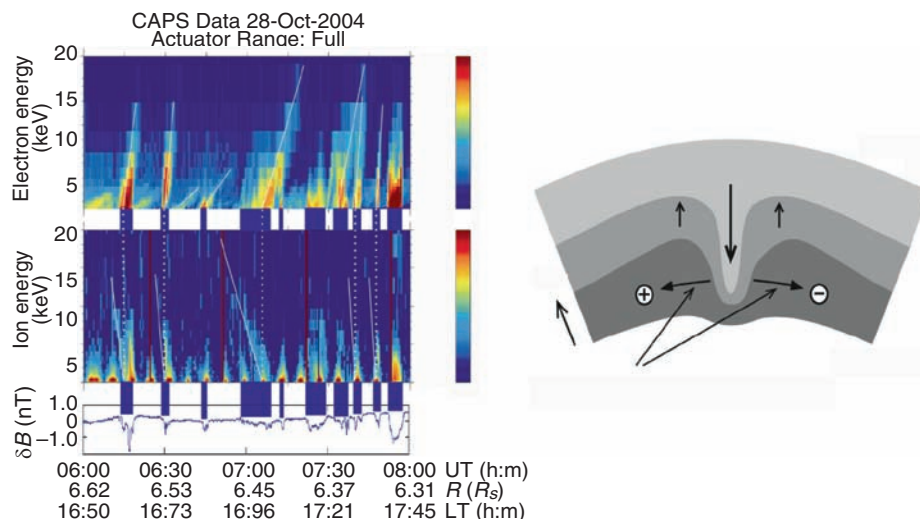 CAPS Data 28-Oct-2004
Actuator Range: Full
Electron energy
(keV)
20
15
10
5
Ion energy
(keV)
20
15
10
5
δB (nT)
1.0
0
−1.0
06:00 06:30 07:00 07:30 08:00 UT (h:m)
6.62 6.53 6.45 6.37 6.31 R (Rs)
16:50 16:73 16:96 17:21 17:45 LT (h:m)
+
−